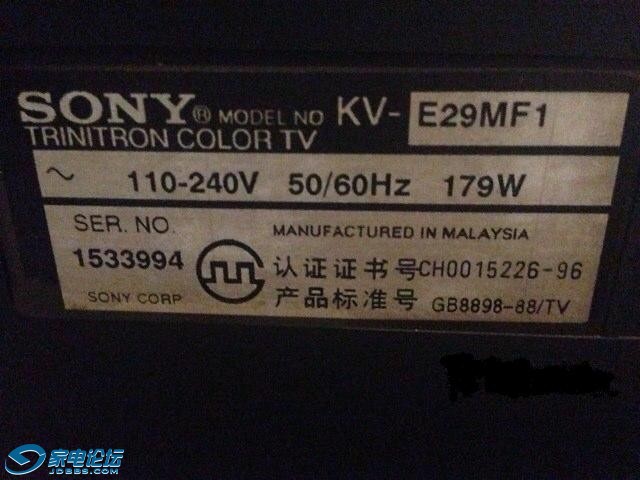 SONY® MODEL NO KV-E29MF1
TRINITRON COLOR TV
~ 110-240V 50/60Hz 179W
SER. NO. MANUFACTURED IN MALAYSIA
1533994 认证证书号CH0015226-96
SONY CORP 产品标准号 GB8898-88/TV
家电论坛
JDBBS.COM